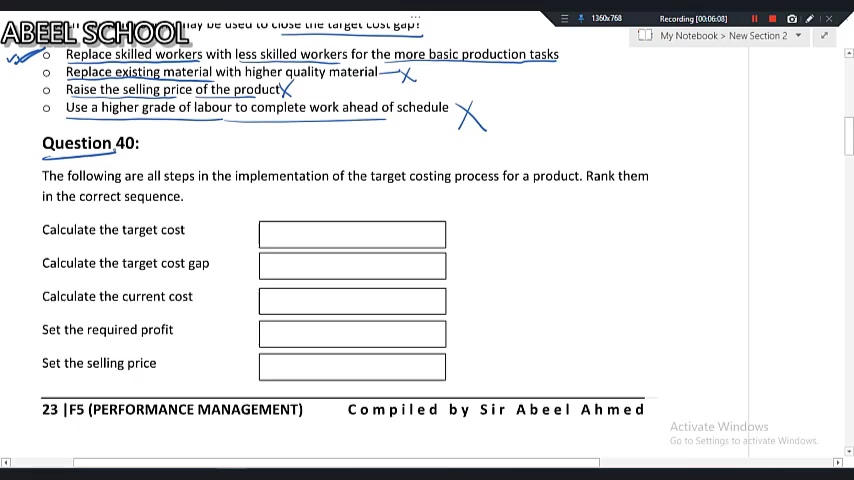 1360x768
Recording [00:06:08]
may be used to close the target cost gap?
ABEEL SCHOOL
My Notebook > New Section 2
o Replace skilled workers with less skilled workers for the more basic production tasks
o Replace existing material with higher quality material
o Raise the selling price of the product
o Use a higher grade of labour to complete work ahead of schedule
Question 40:
The following are all steps in the implementation of the target costing process for a product. Rank them
in the correct sequence.
Calculate the target cost
Calculate the target cost gap
Calculate the current cost
Set the required profit
Set the selling price
23 |F5 (PERFORMANCE MANAGEMENT) Compiled by Sir Abeel Ahmed
Activate Windows
Go to Settings to activate Windows.